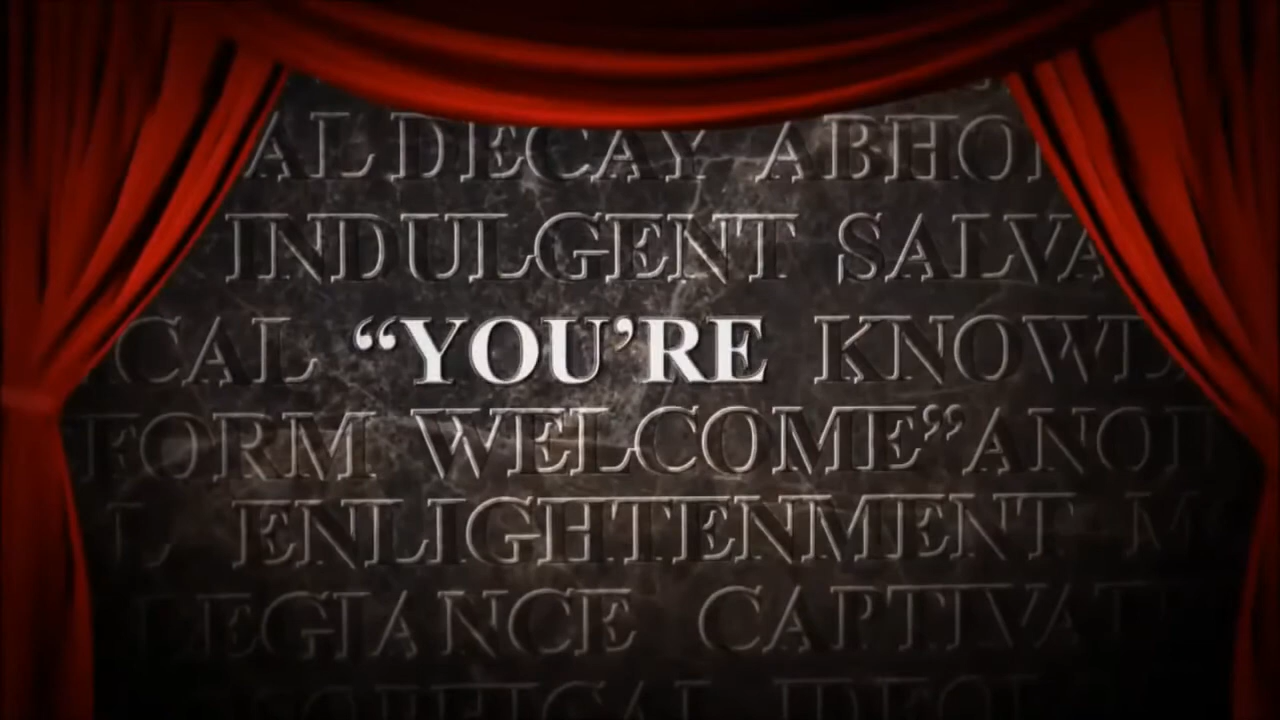 AL DECAY ABHO
INDULGENT SALVA
CAL “YOU’RE KNOWL
FORM WELCOME” ANO
L ENLIGHTENMENT M
EGIANCE CAPTIVAT